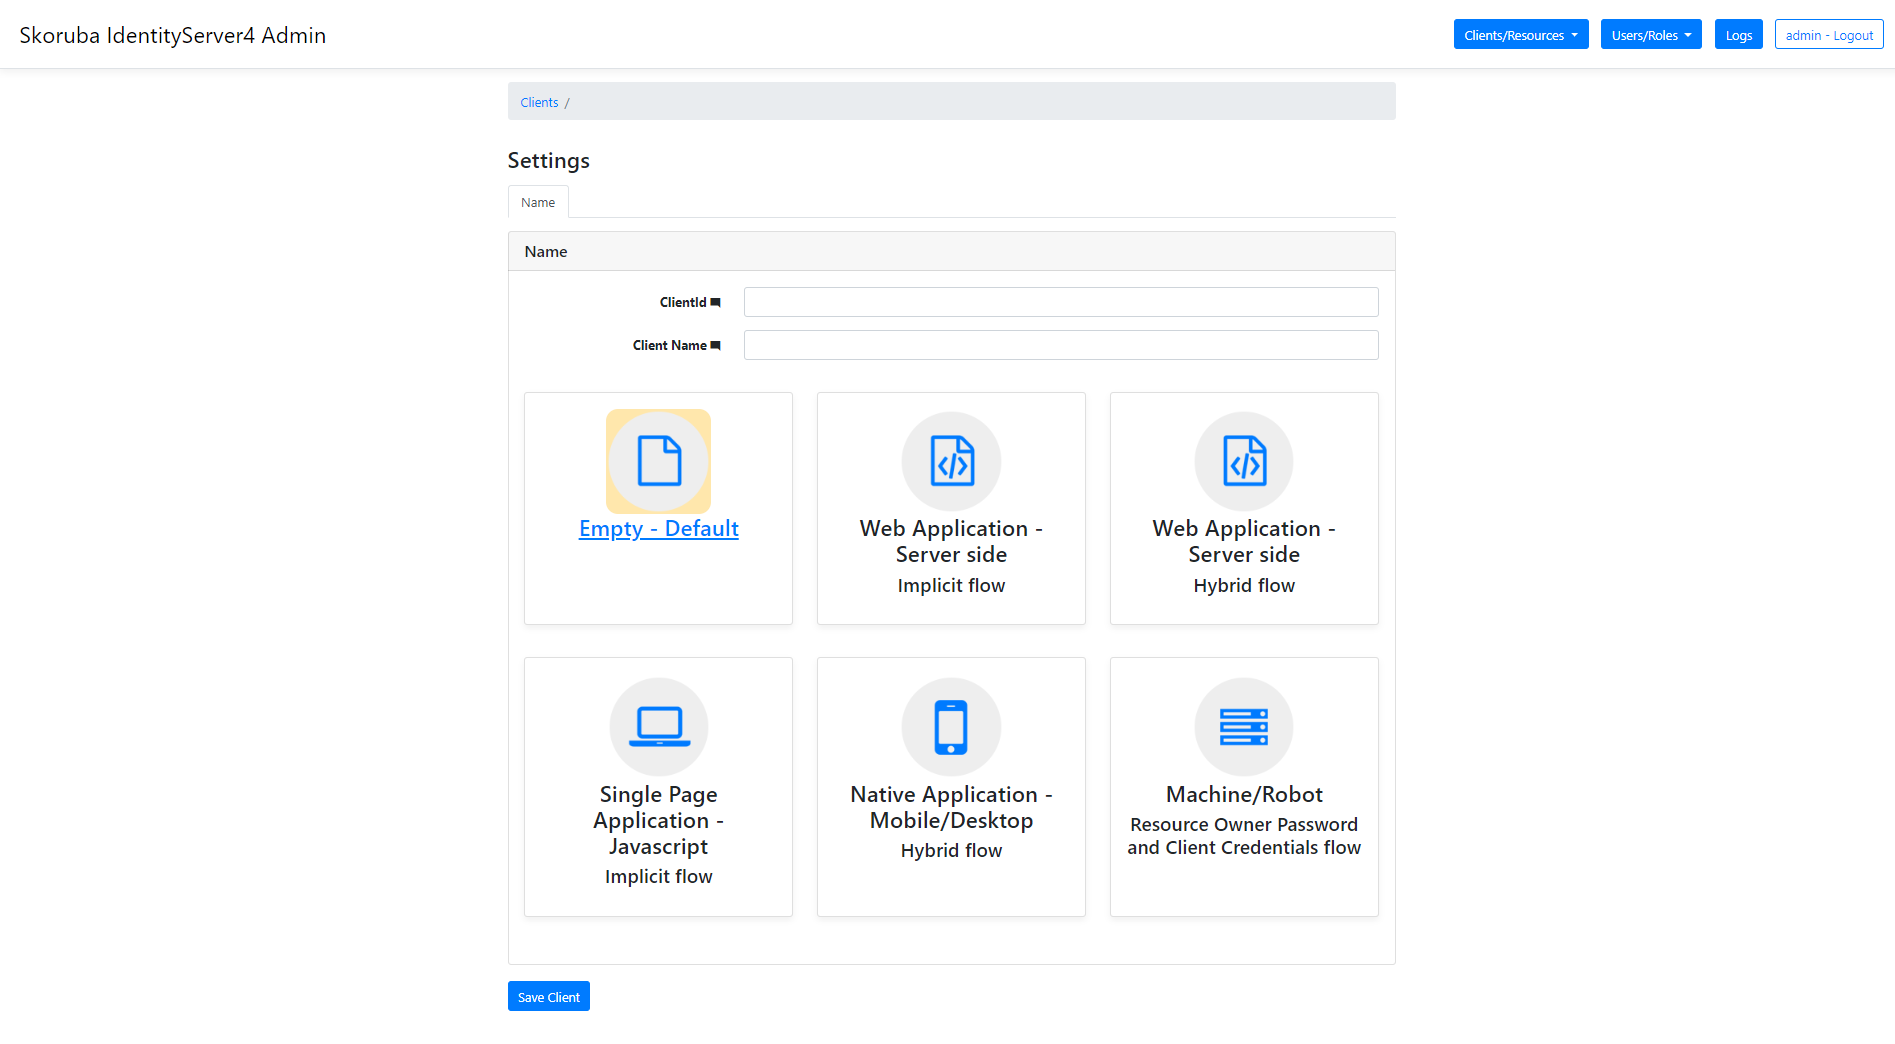 Skoruba IdentityServer4 Admin
Clients/Resources
Users/Roles
Logs
admin - Logout
Clients /
Settings
Name
Name
ClientId
Client Name
Empty - Default
Web Application -
Server side
Implicit flow
Web Application -
Server side
Hybrid flow
Single Page
Application -
Javascript
Implicit flow
Native Application -
Mobile/Desktop
Hybrid flow
Machine/Robot
Resource Owner Password
and Client Credentials flow
Save Client